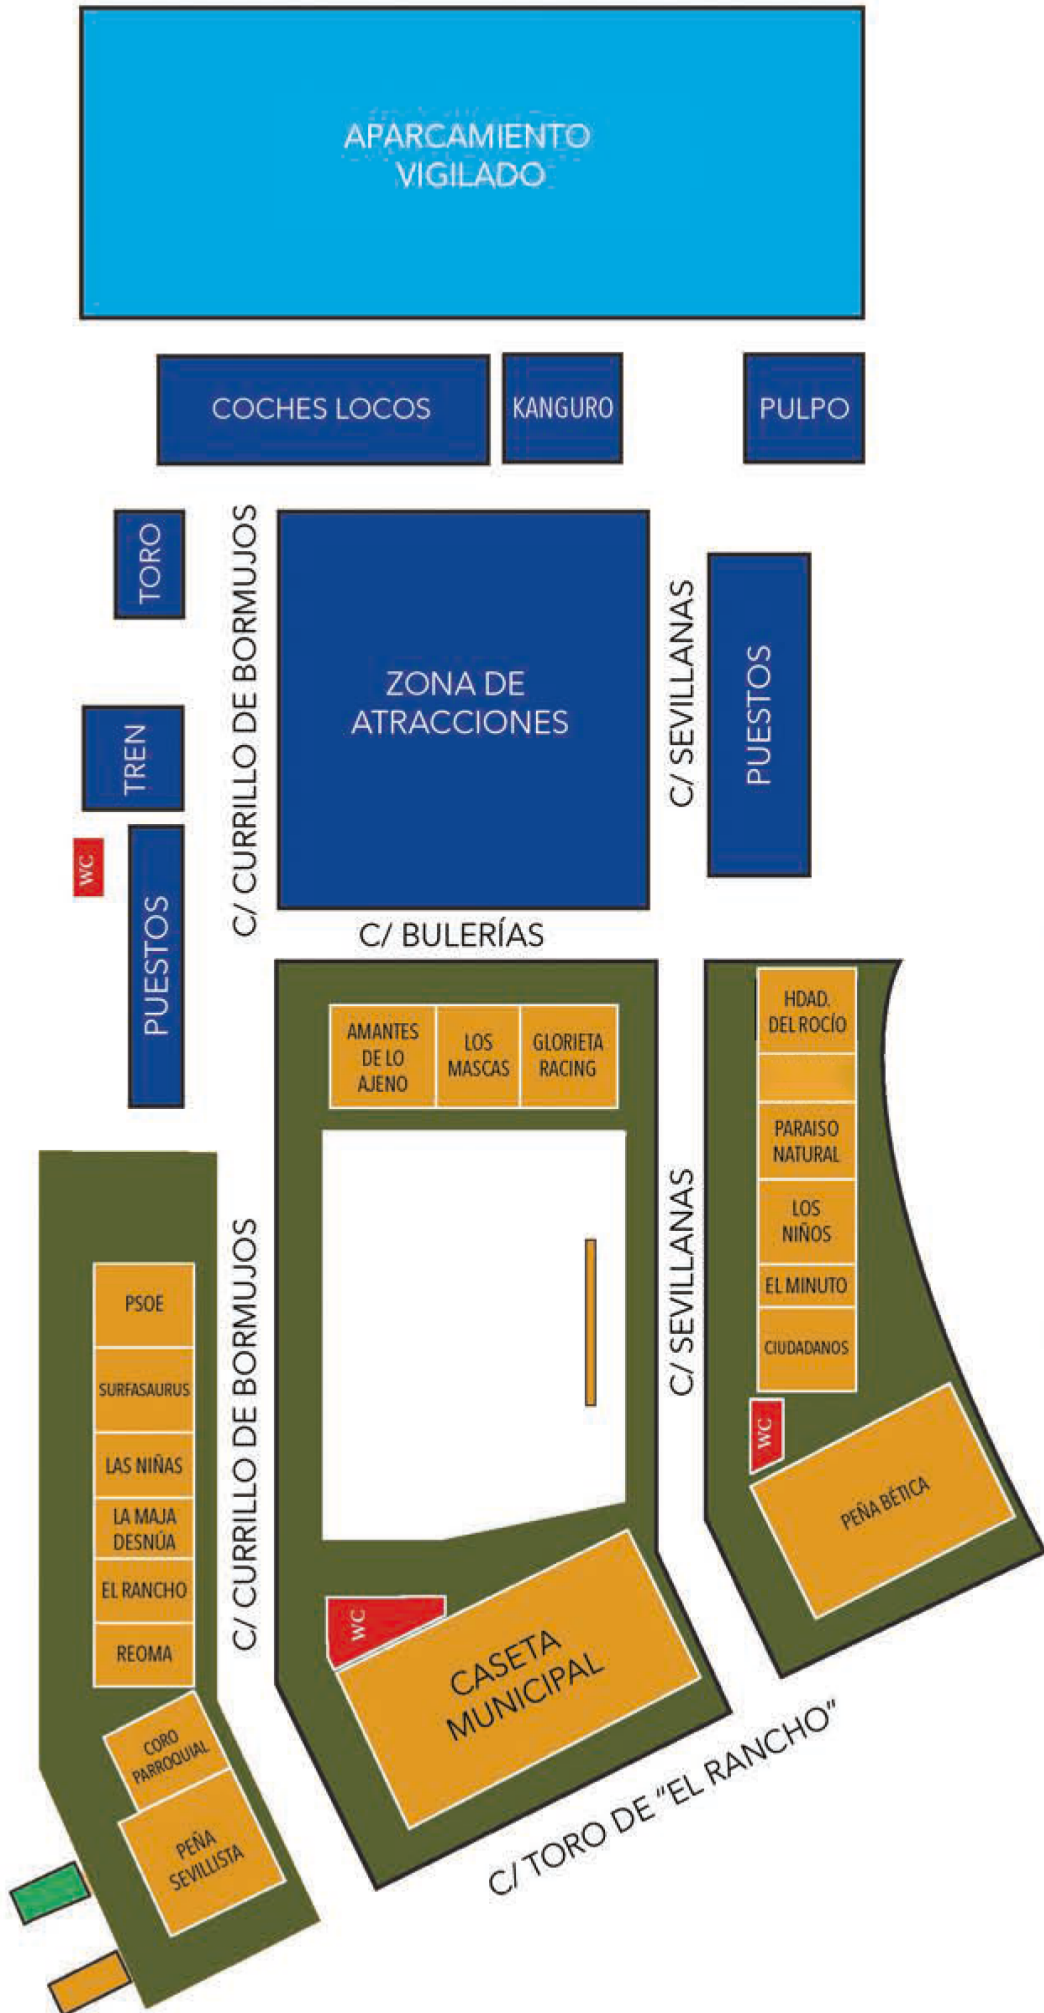 APARCAMIENTO
VIGILADO
COCHES LOCOS
KANGURO
PULPO
TORO
C/ CURRILLO DE BORMUJOS
ZONA DE
ATRACCIONES
C/ SEVILLANAS
PUESTOS
TREN
WC
PUESTOS
C/ BULERÍAS
AMANTES
DE LO
AJENO
LOS
MASCAS
GLORIETA
RACING
HDAD.
DEL ROCÍO
PARAISO
NATURAL
LOS
NIÑOS
EL MINUTO
CIUDADANOS
WC
PEÑA BÉTICA
C/ SEVILLANAS
C/ CURRILLO DE BORMUJOS
PSOE
SURFASAURUS
LAS NIÑAS
LA MAJA
DESNÚA
EL RANCHO
REOMA
CORO
PARROQUIAL
PEÑA
SEVILLISTA
WC
CASETA
MUNICIPAL
C/ TORO DE "EL RANCHO"